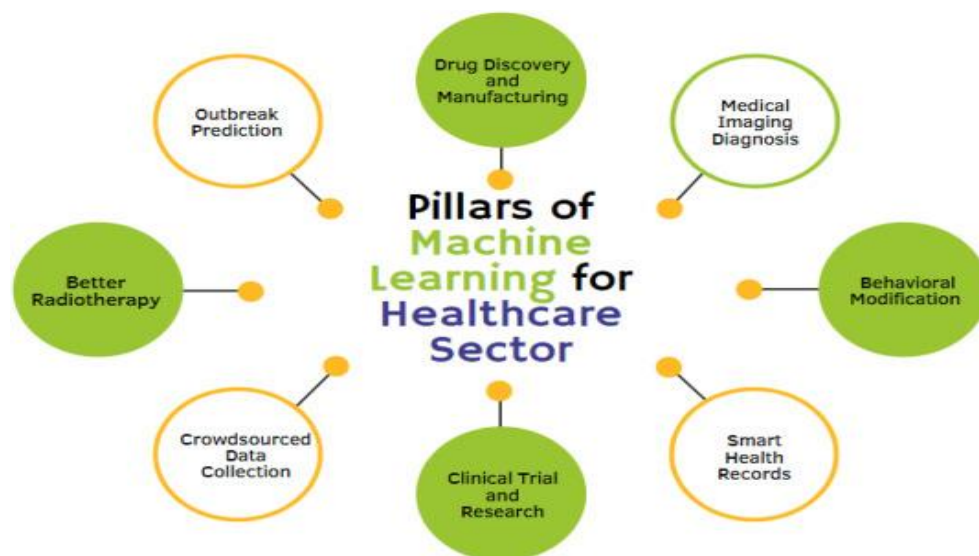 Drug Discovery
and
Manufacturing
Outbreak
Prediction
Medical
Imaging
Diagnosis
Pillars of
Machine
Learning for
Healthcare
Sector
Better
Radiotherapy
Behavioral
Modification
Crowdsourced
Data
Collection
Clinical Trial
and
Research
Smart
Health
Records